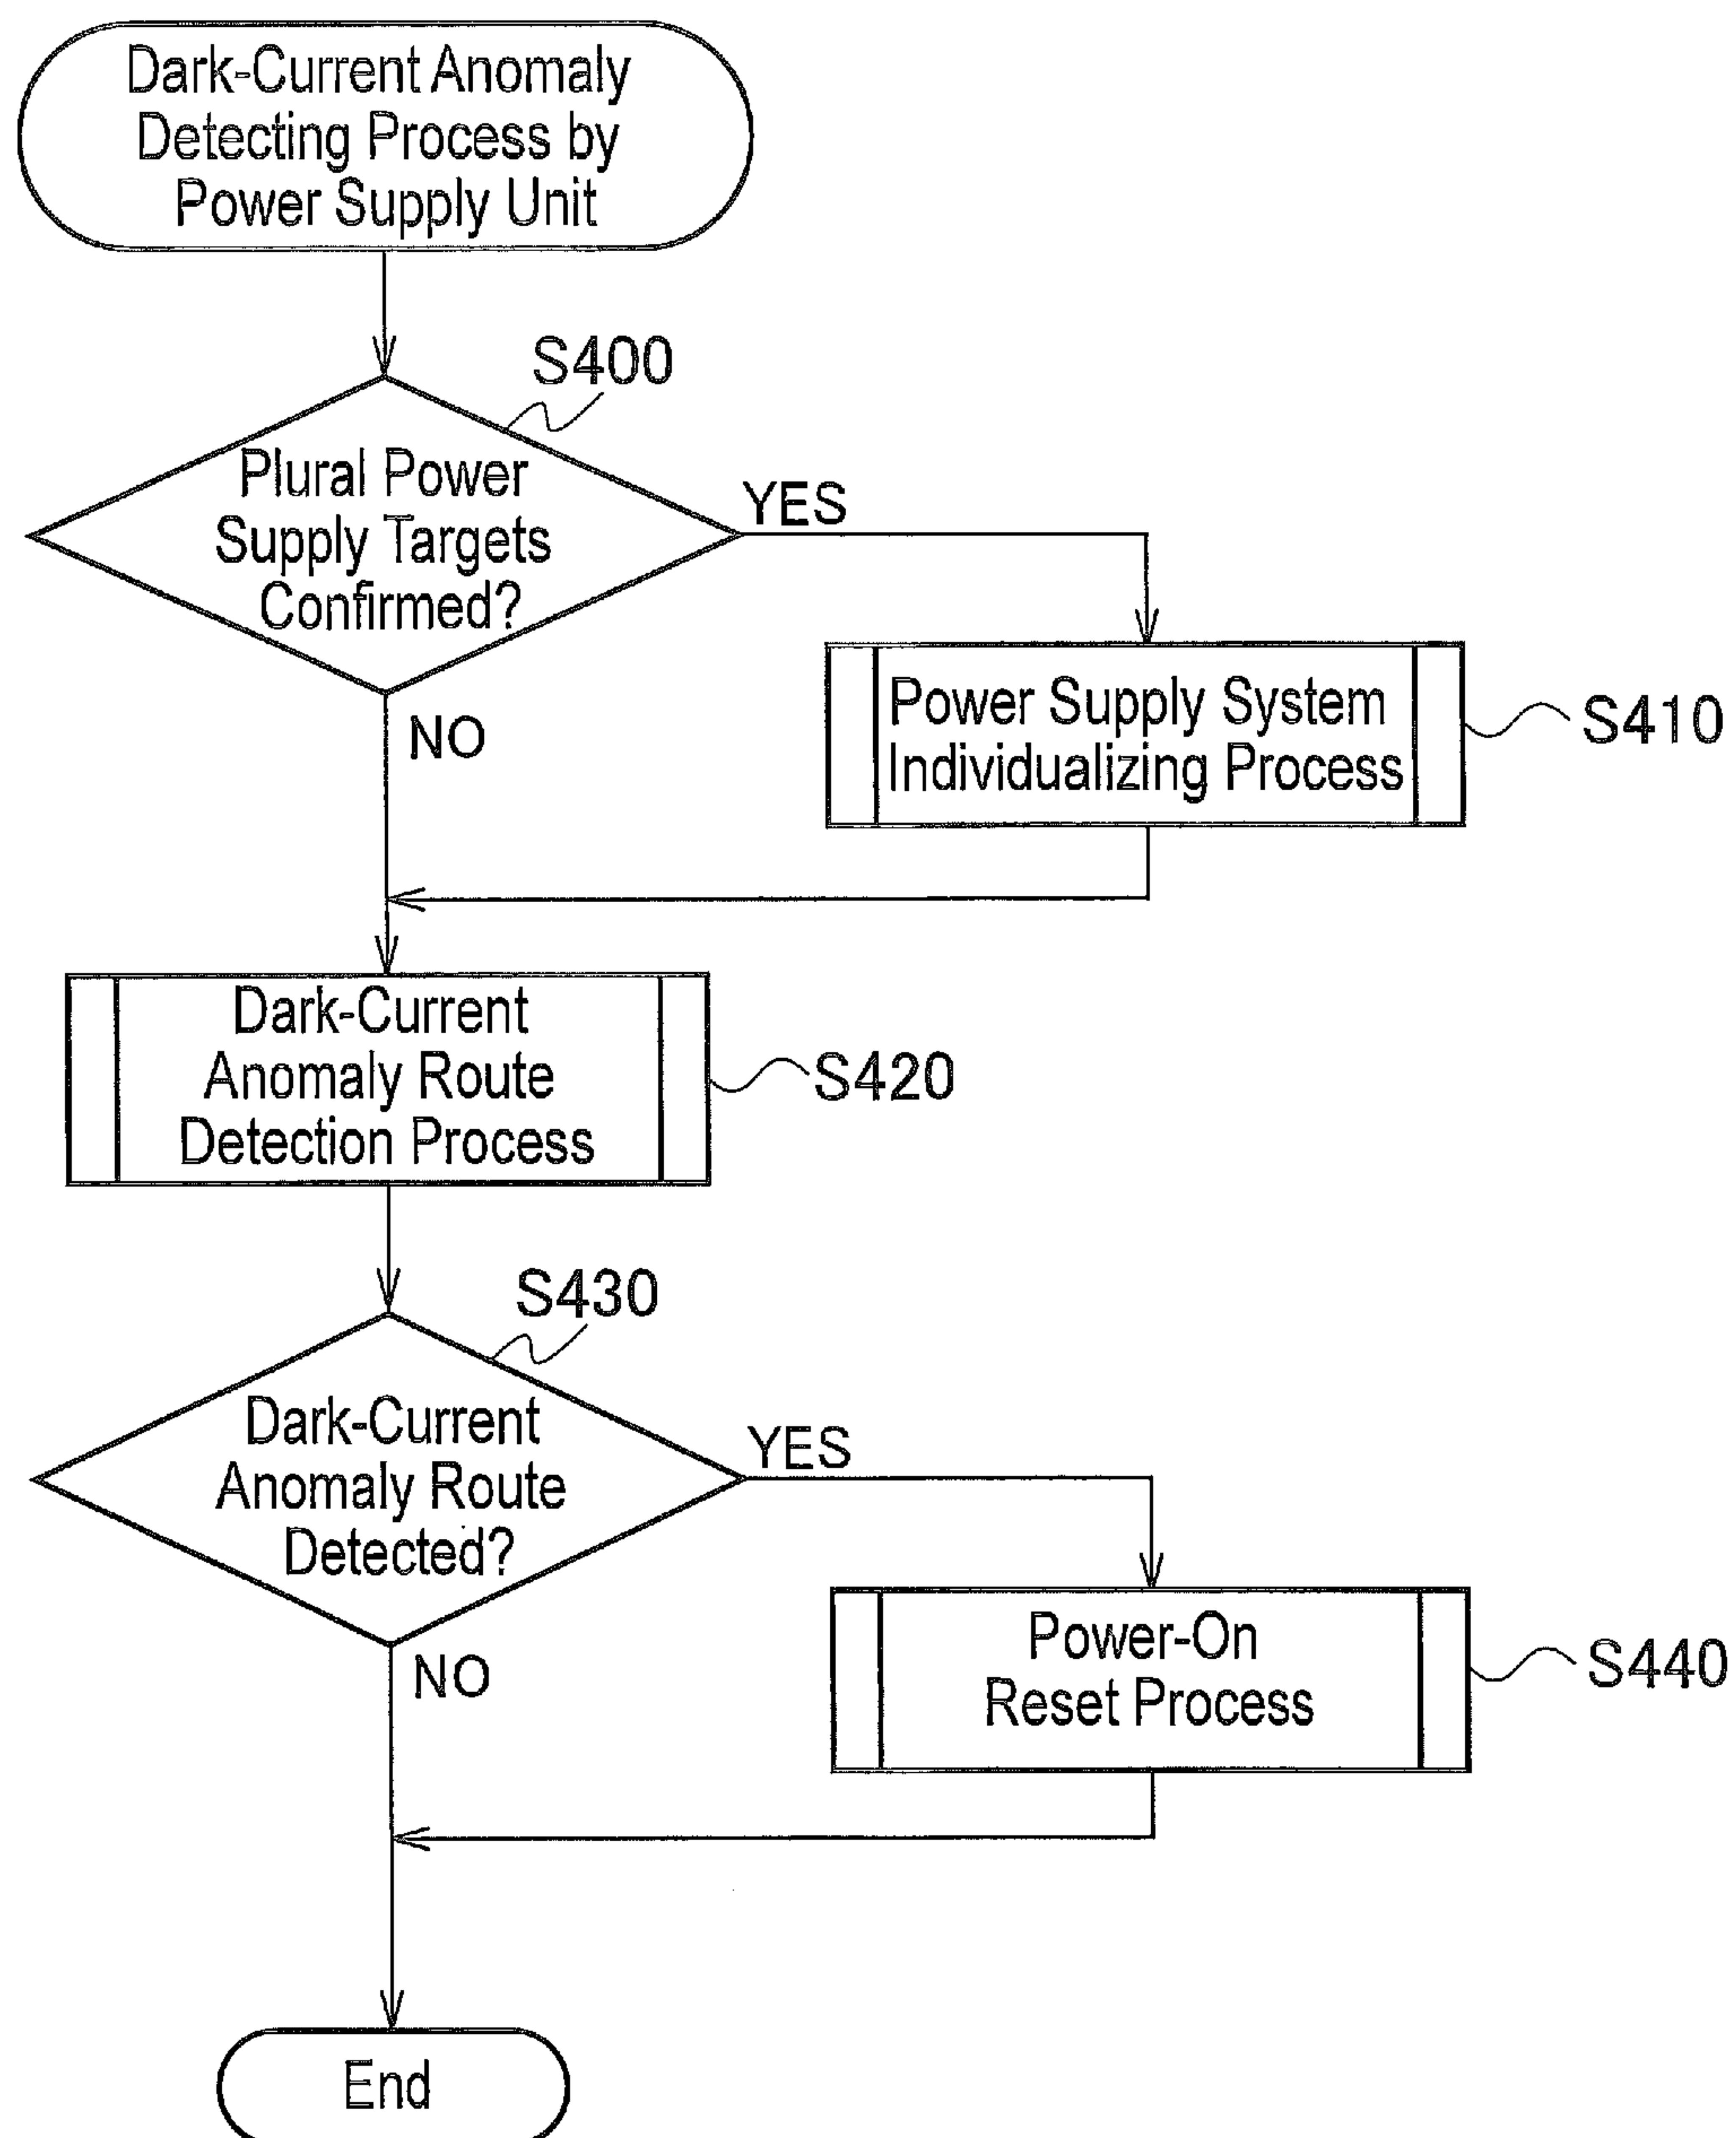 Dark-Current Anomaly
Detecting Process by
Power Supply Unit
S400
Plural Power
Supply Targets
Confirmed?
YES
NO
Power Supply System
Individualizing Process
S410
Dark-Current
Anomaly Route
Detection Process
S420
S430
Dark-Current
Anomaly Route
Detected?
YES
NO
Power-On
Reset Process
S440
End